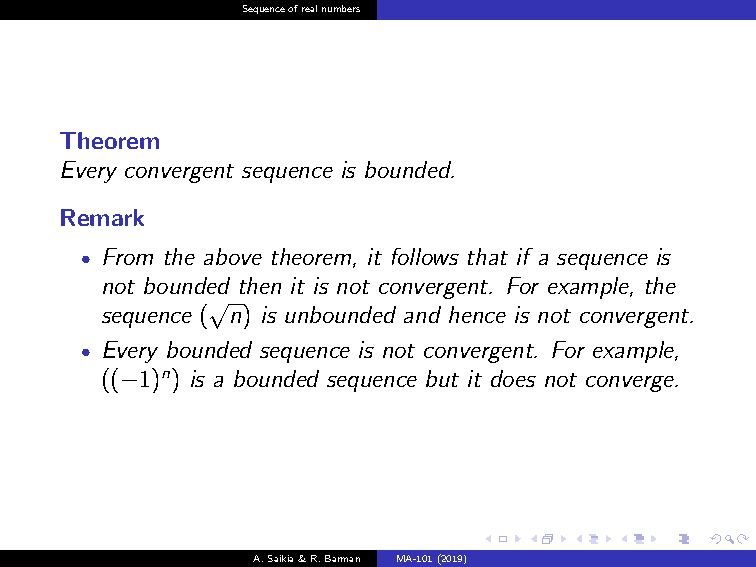 Sequence of real numbers
Theorem
Every convergent sequence is bounded.
Remark
• From the above theorem, it follows that if a sequence is
not bounded then it is not convergent. For example, the
sequence (√n) is unbounded and hence is not convergent.
• Every bounded sequence is not convergent. For example,
((−1)ⁿ) is a bounded sequence but it does not converge.
A. Saikia & R. Barman MA-101 (2019)